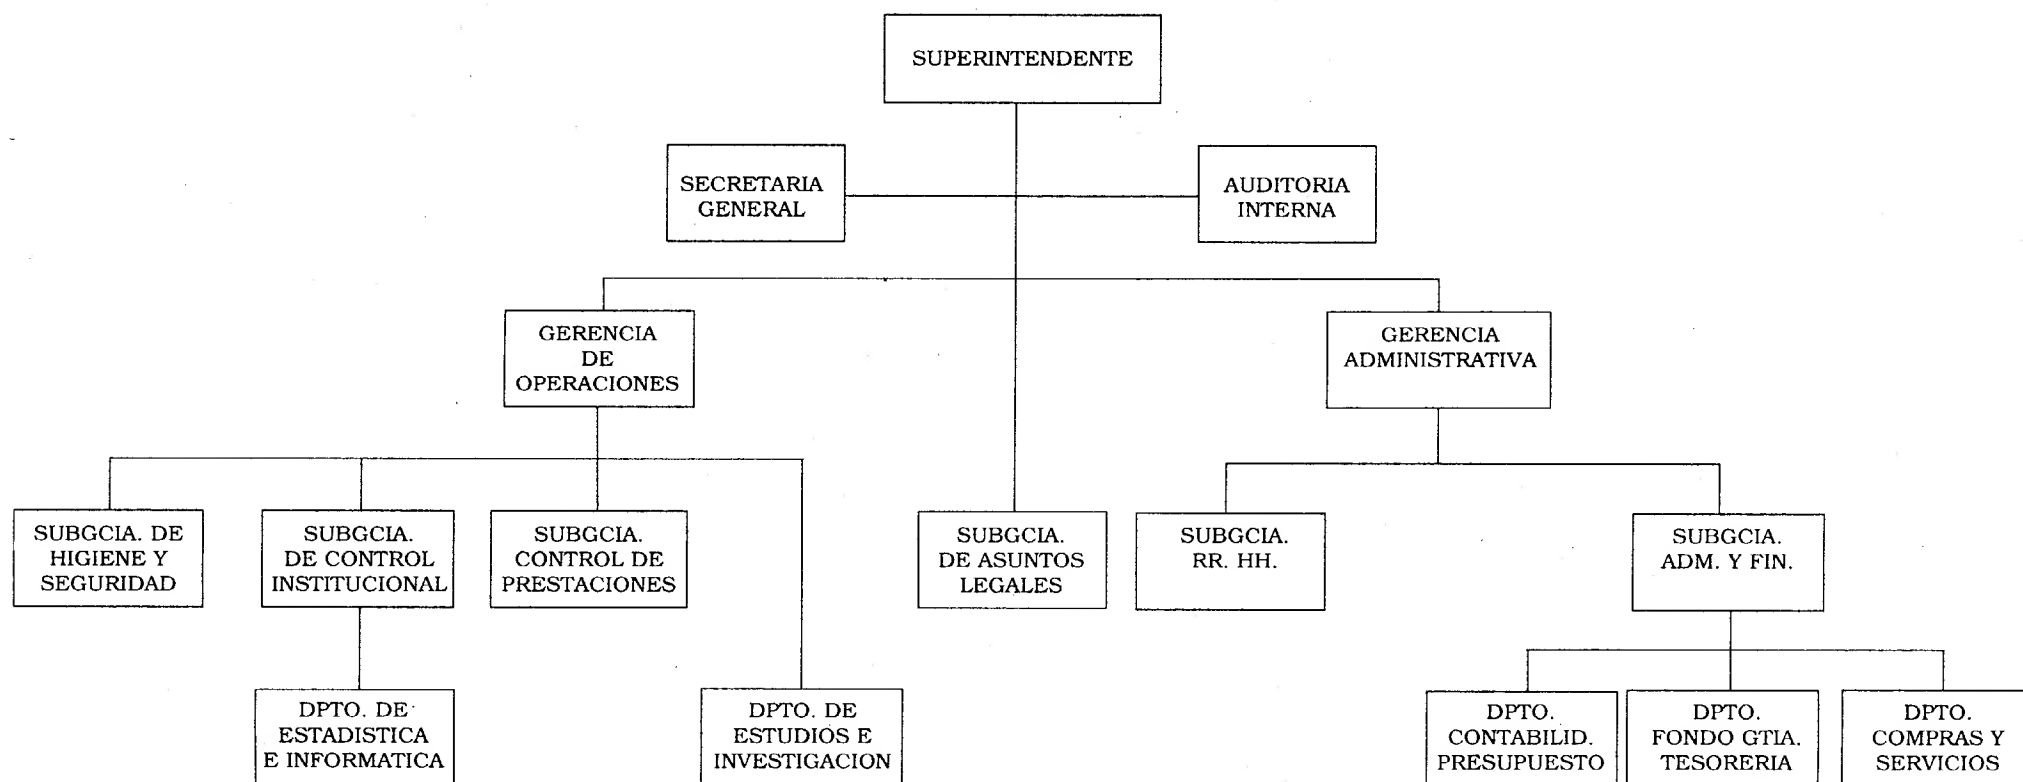 SUPERINTENDENTE
SECRETARIA
GENERAL
AUDITORIA
INTERNA
GERENCIA
DE
OPERACIONES
GERENCIA
ADMINISTRATIVA
SUBGCIA. DE
HIGIENE Y
SEGURIDAD
SUBGCIA.
DE CONTROL
INSTITUCIONAL
SUBGCIA.
CONTROL DE
PRESTACIONES
SUBGCIA.
DE ASUNTOS
LEGALES
SUBGCIA.
RR. HH.
SUBGCIA.
ADM. Y FIN.
DPTO. DE
ESTADISTICA
E INFORMATICA
DPTO. DE
ESTUDIOS E
INVESTIGACION
DPTO.
CONTABILID.
PRESUPUESTO
DPTO.
FONDO GTIA.
TESORERIA
DPTO.
COMPRAS Y
SERVICIOS